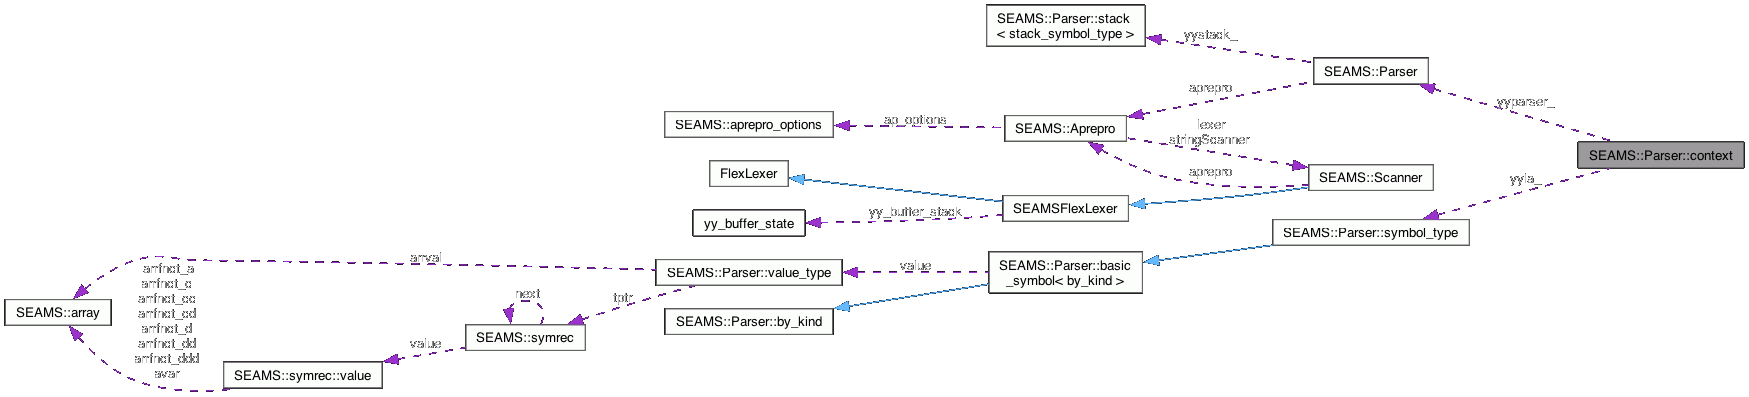 SEAMS::Parser::stack
< stack_symbol_type >
yystack_
SEAMS::Parser
aprepro
yyparser_
SEAMS::aprepro_options
ap_options
SEAMS::Aprepro
lexer
stringScanner
SEAMS::Parser::context
FlexLexer
aprepro
SEAMS::Scanner
yyla_
yy_buffer_state
yy_buffer_stack
SEAMSFlexLexer
SEAMS::Parser::symbol_type
arrval
SEAMS::Parser::value_type
value
SEAMS::Parser::basic
_symbol< by_kind >
arrfnct_a
arrfnct_c
arrfnct_cc
arrfnct_cd
arrfnct_d
arrfnct_dd
arrfnct_ddd
avar
next
tptr
SEAMS::array
SEAMS::Parser::by_kind
SEAMS::symrec
value
SEAMS::symrec::value